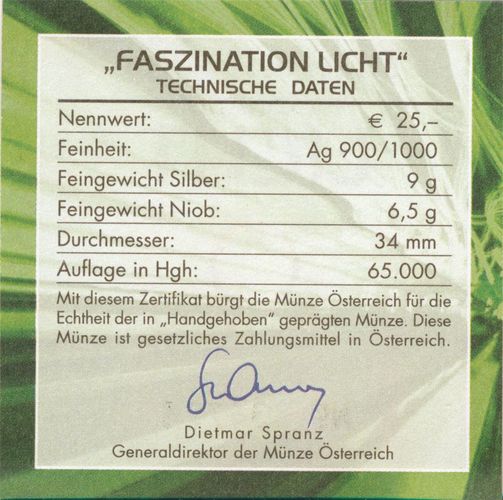 „FASZINATION LICHT“
TECHNISCHE DATEN
Nennwert: € 25,–
Feinheit: Ag 900/1000
Feingewicht Silber: 9 g
Feingewicht Niob: 6,5 g
Durchmesser: 34 mm
Auflage in Hgh: 65.000
Mit diesem Zertifikat bürgt die Münze Österreich für die
Echtheit der in „Handgehoben“ geprägten Münze. Diese
Münze ist gesetzliches Zahlungsmittel in Österreich.
Dietmar Spranz
Generaldirektor der Münze Österreich